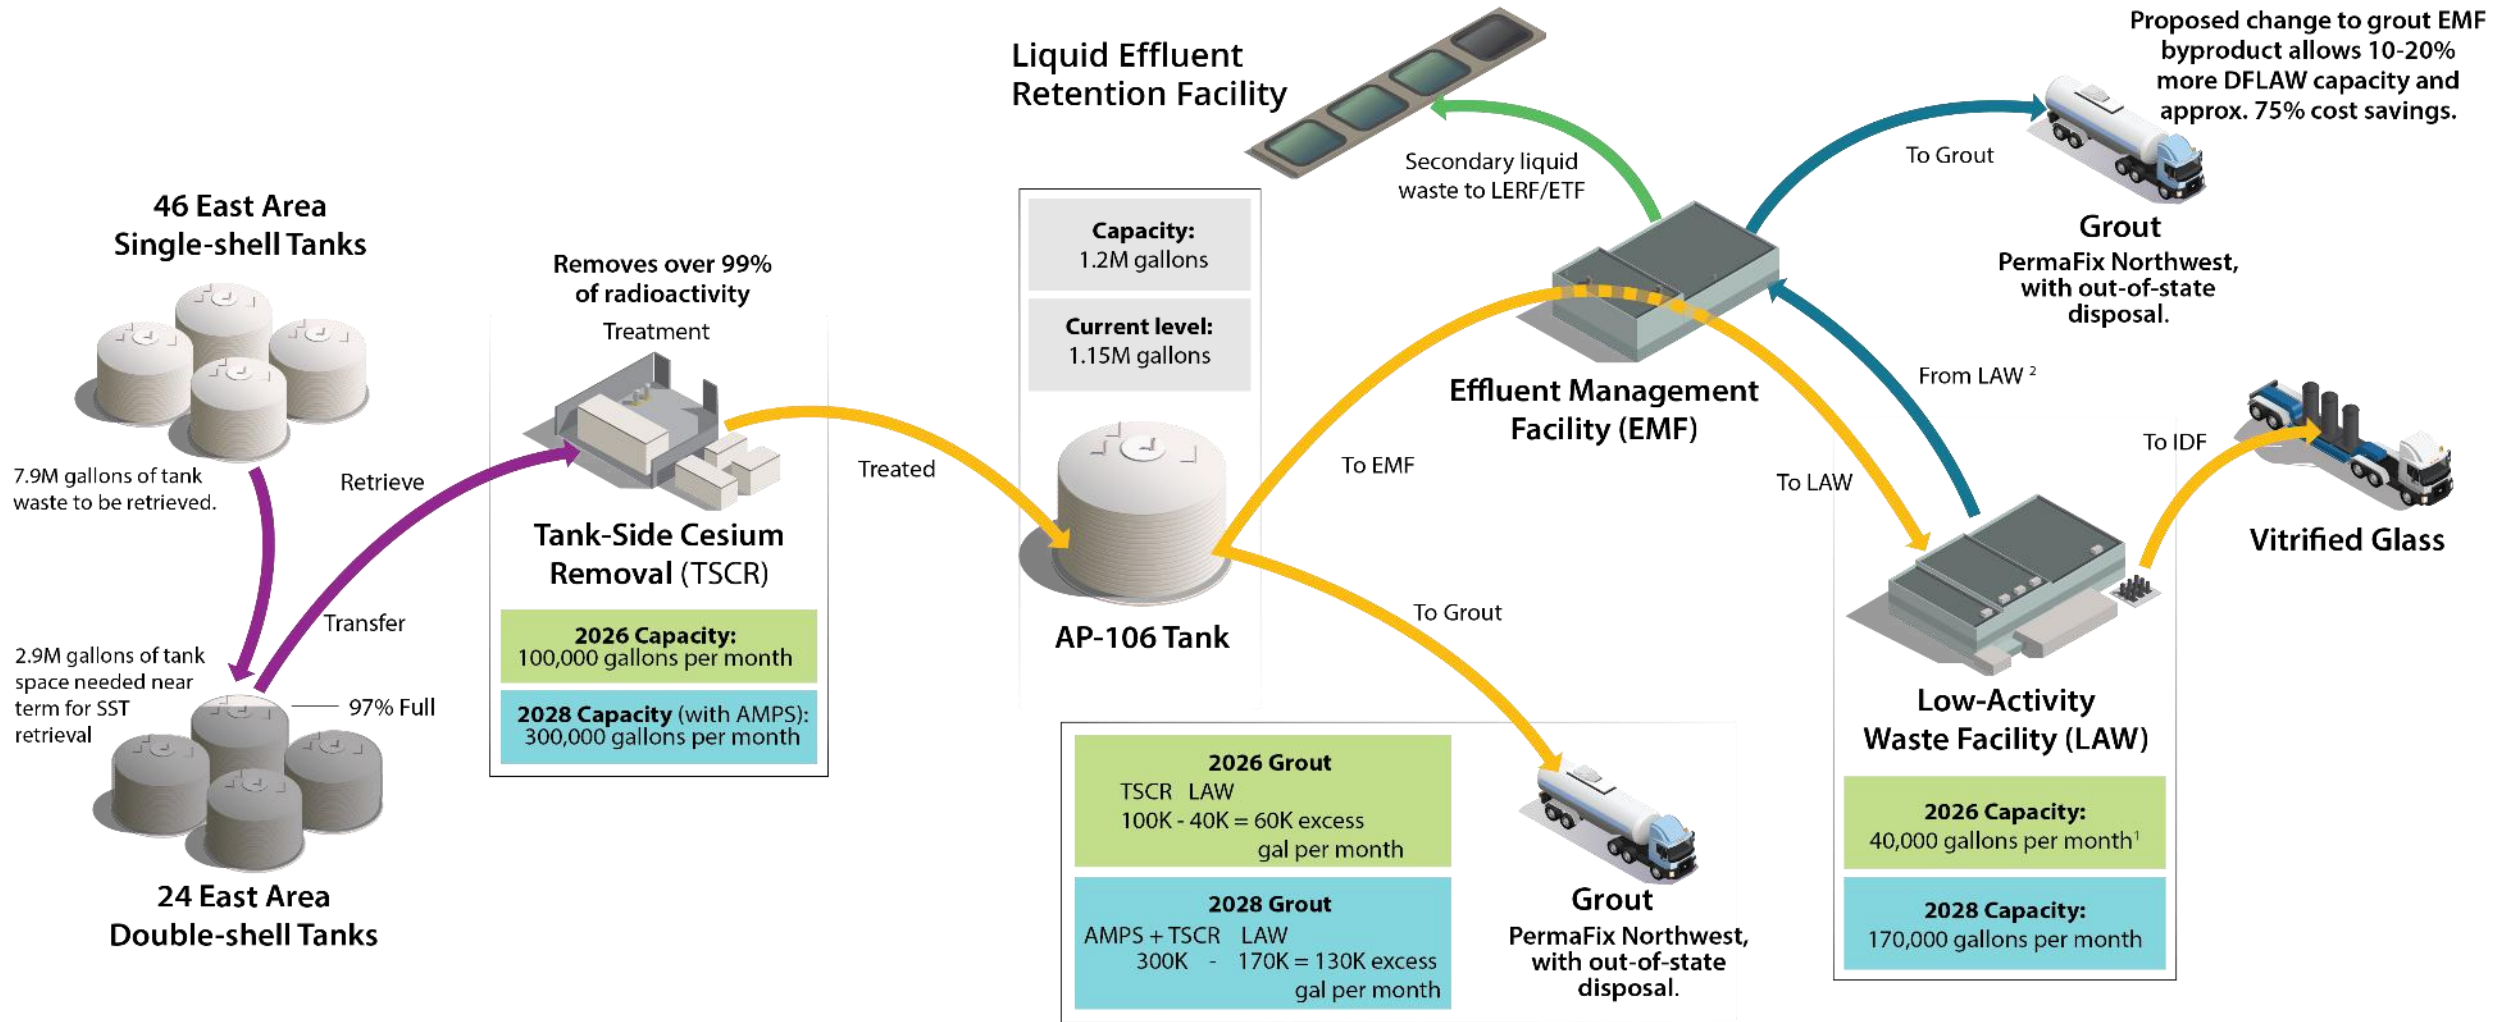 46 East Area
Single-shell Tanks
7.9M gallons of tank
waste to be retrieved.
Retrieve
Transfer
2.9M gallons of tank
space needed near
term for SST
retrieval
97% Full
24 East Area
Double-shell Tanks
Removes over 99%
of radioactivity
Treatment
Tank-Side Cesium
Removal (TSCR)
2026 Capacity:
100,000 gallons per month
2028 Capacity (with AMPS):
300,000 gallons per month
Treated
Capacity:
1.2M gallons
Current level:
1.15M gallons
AP-106 Tank
Liquid Effluent
Retention Facility
Secondary liquid
waste to LERF/ETF
To EMF
To Grout
Effluent Management
Facility (EMF)
To Grout
Proposed change to grout EMF
byproduct allows 10-20%
more DFLAW capacity and
approx. 75% cost savings.
Grout
PermaFix Northwest,
with out-of-state
disposal.
From LAW 2
To LAW
To IDF
Vitrified Glass
Low-Activity
Waste Facility (LAW)
2026 Capacity:
40,000 gallons per month1
2028 Capacity:
170,000 gallons per month
2026 Grout
TSCR LAW
100K - 40K = 60K excess
gal per month
2028 Grout
AMPS + TSCR LAW
300K - 170K = 130K excess
gal per month
Grout
PermaFix Northwest,
with out-of-state
disposal.